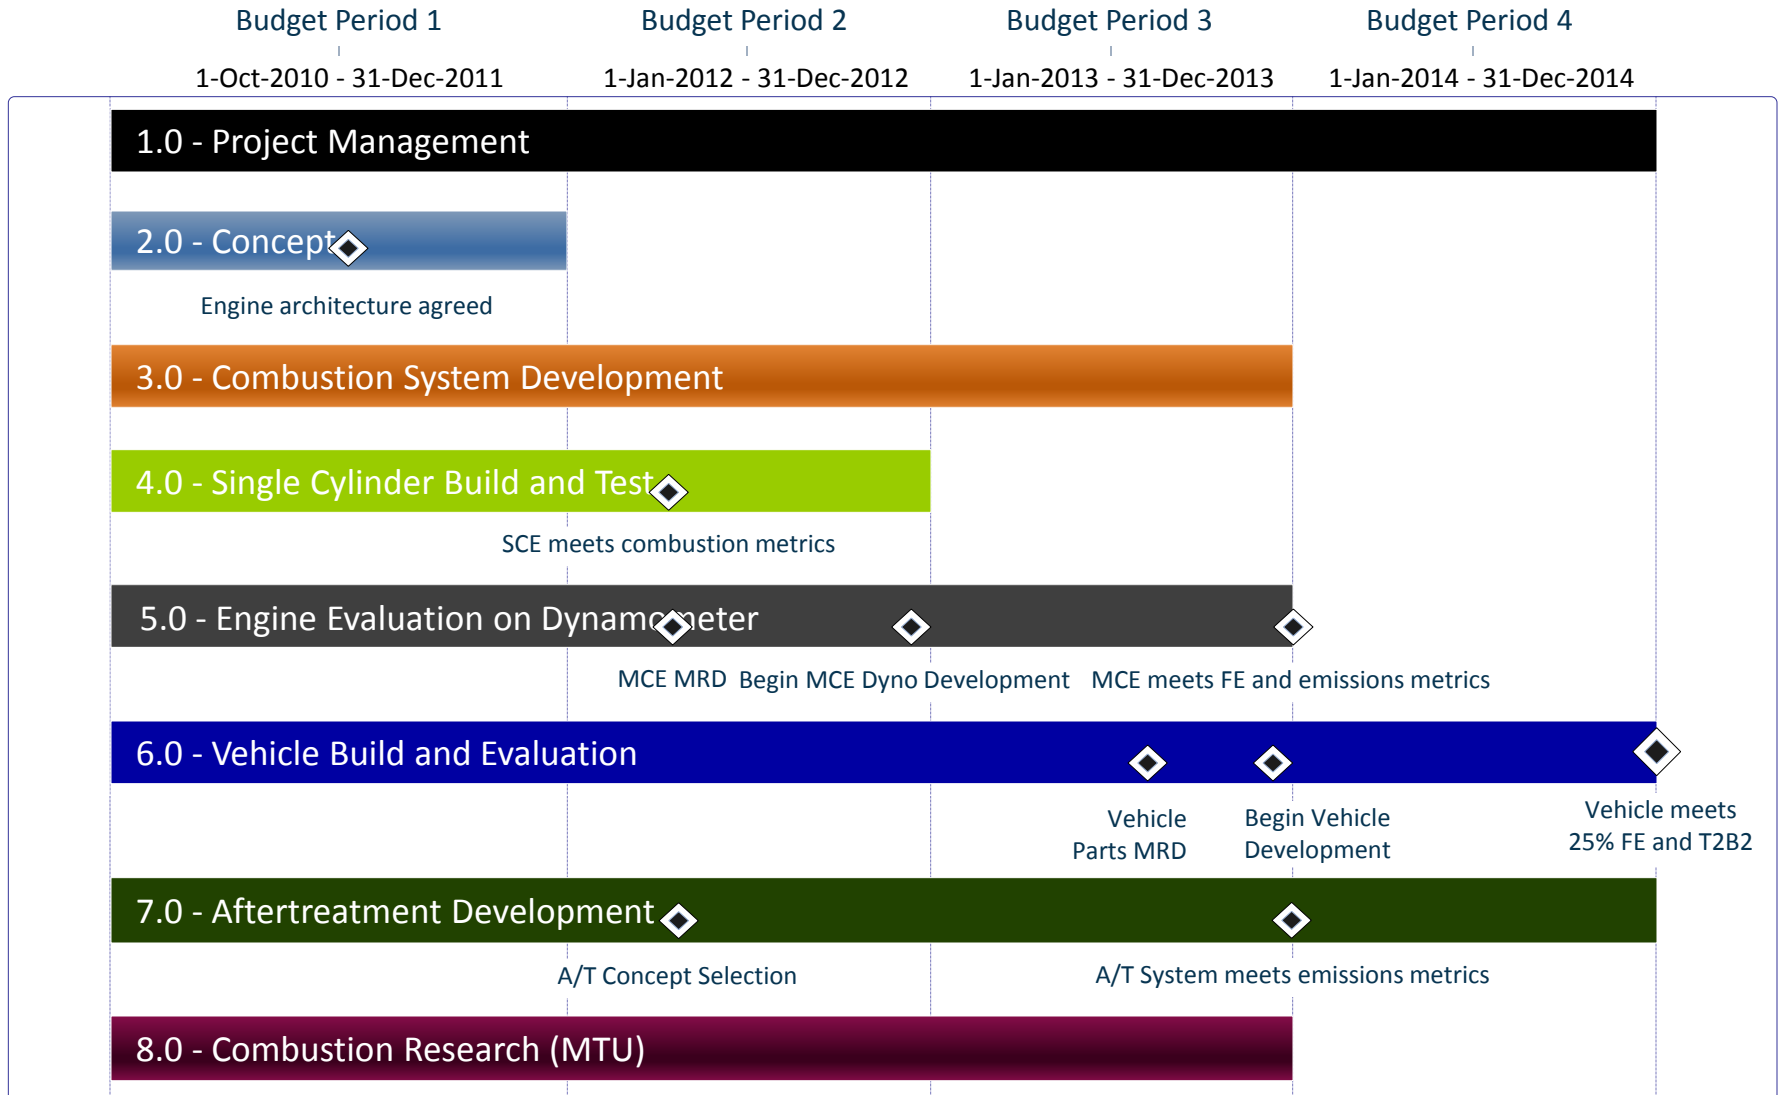 Budget Period 1
Budget Period 2
Budget Period 3
Budget Period 4
1-Oct-2010 - 31-Dec-2011
1-Jan-2012 - 31-Dec-2012
1-Jan-2013 - 31-Dec-2013
1-Jan-2014 - 31-Dec-2014
1.0 - Project Management
2.0 - Concept
Engine architecture agreed
3.0 - Combustion System Development
4.0 - Single Cylinder Build and Test
SCE meets combustion metrics
5.0 - Engine Evaluation on Dynamometer
MCE MRD
Begin MCE Dyno Development
MCE meets FE and emissions metrics
6.0 - Vehicle Build and Evaluation
Vehicle
Parts MRD
Begin Vehicle
Development
Vehicle meets
25% FE and T2B2
7.0 - Aftertreatment Development
A/T Concept Selection
A/T System meets emissions metrics
8.0 - Combustion Research (MTU)